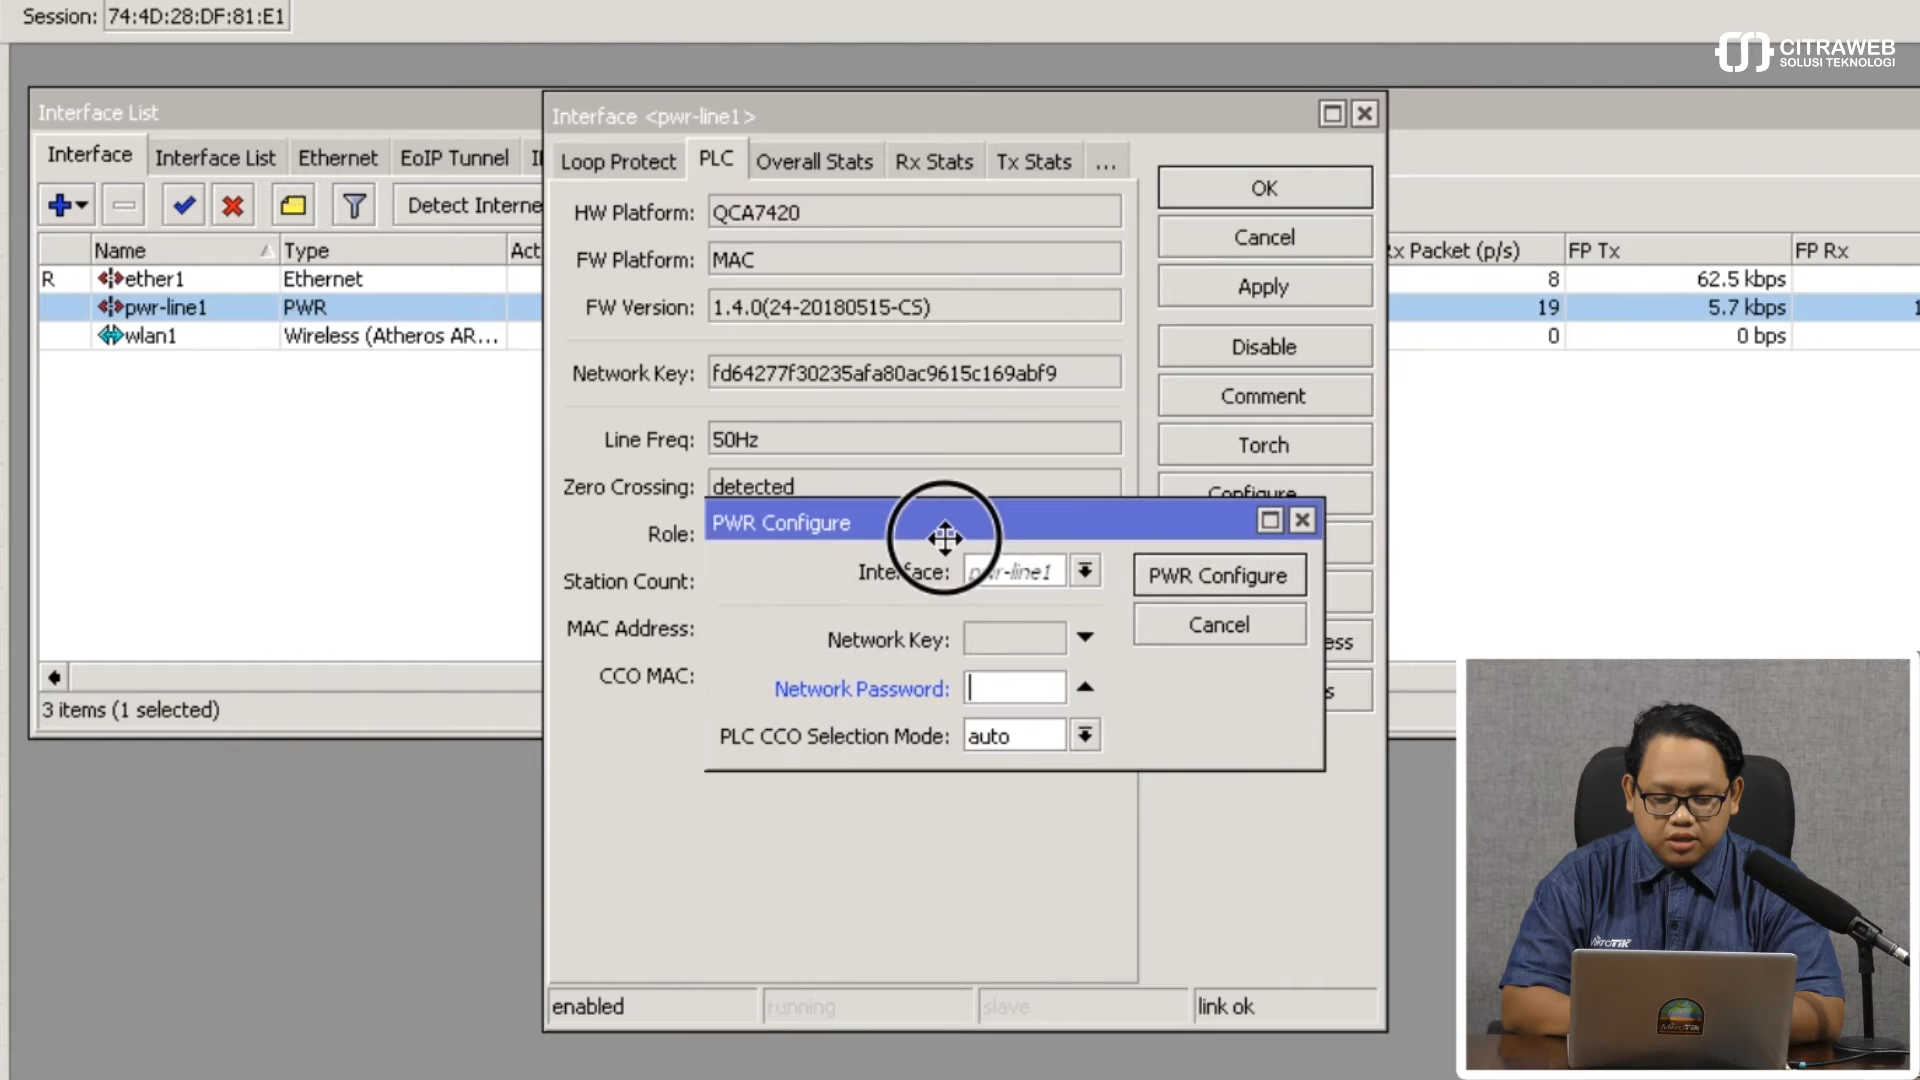 Session: 74:4D:28:DF:81:E1
CITRAWEB
SOLUSI TEKNOLOGI
Interface List
Interface
Interface List
Ethernet
EoIP Tunnel
Name
Type
R
ether1
Ethernet
8
62.5 kbps
pwr-line1
PWR
19
5.7 kbps
wlan1
Wireless (Atheros AR...
0
0 bps
Packet (p/s)
FP Tx
FP Rx
3 items (1 selected)
Interface <pwr-line1>
Loop Protect
PLC
Overall Stats
Rx Stats
Tx Stats
...
HW Platform: QCA7420
FW Platform: MAC
FW Version: 1.4.0(24-20180515-CS)
Network Key: fd64277f30235afa80ac9615c169abf9
Line Freq: 50Hz
Zero Crossing: detected
Role:
Station Count:
MAC Address:
CCO MAC:
OK
Cancel
Apply
Disable
Comment
Torch
Configure
PWR Configure
Interface: pwr-line1
Network Key:
Network Password:
PLC CCO Selection Mode: auto
PWR Configure
Cancel
enabled
running
slave
link ok
MikroTik
MikroTik